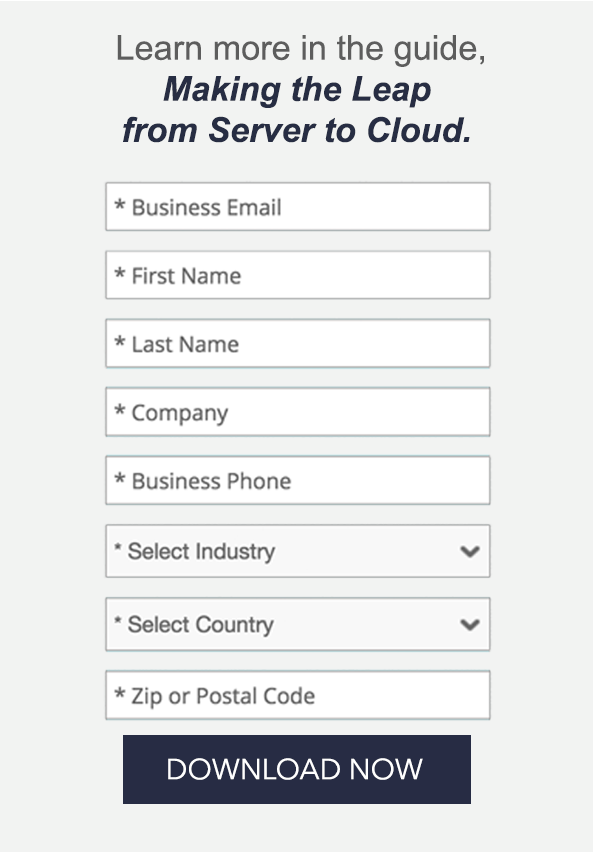 Learn more in the guide,
Making the Leap
from Server to Cloud.
* Business Email
* First Name
* Last Name
* Company
* Business Phone
* Select Industry
* Select Country
* Zip or Postal Code
DOWNLOAD NOW